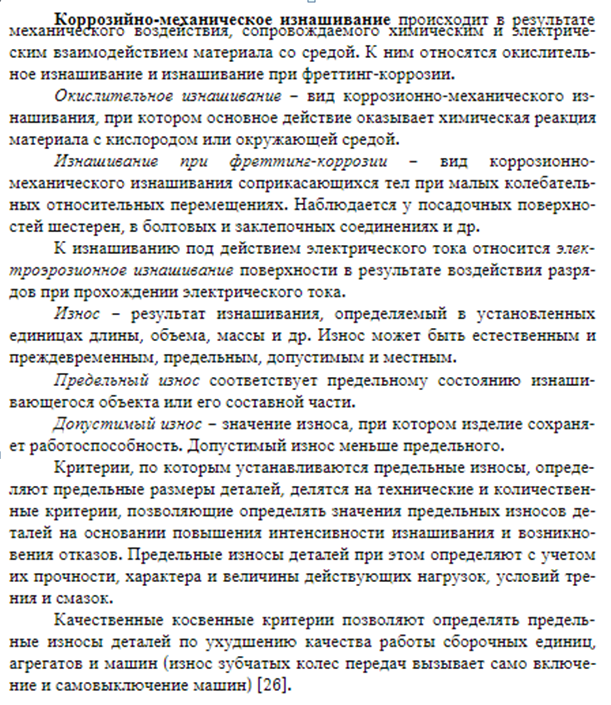 Коррозийно-механическое изнашивание происходит в результате
механического воздействия, сопровождаемого химическим и электриче-
ским взаимодействием материала со средой. К ним относятся окислитель-
ное изнашивание и изнашивание при фреттинг-коррозии.
Окислительное изнашивание – вид коррозионно-механического из-
нашивания, при котором основное действие оказывает химическая реакция
материала с кислородом или окружающей средой.
Изнашивание при фреттинг-коррозии – вид коррозионно-
механического изнашивания соприкасающихся тел при малых колебатель-
ных относительных перемещениях. Наблюдается у посадочных поверхно-
стей шестерен, в болтовых и заклепочных соединениях и др.
К изнашиванию под действием электрического тока относится элек-
троэрозионное изнашивание поверхности в результате воздействия разря-
дов при прохождении электрического тока.
Износ – результат изнашивания, определяемый в установленных
единицах длины, объема, массы и др. Износ может быть естественным и
преждевременным, предельным, допустимым и местным.
Предельный износ соответствует предельному состоянию изнаши-
вающегося объекта или его составной части.
Допустимый износ – значение износа, при котором изделие сохраня-
ет работоспособность. Допустимый износ меньше предельного.
Критерии, по которым устанавливаются предельные износы, опреде-
ляют предельные размеры деталей, делятся на технические и количествен-
ные критерии, позволяющие определять значения предельных износов де-
талей на основании повышения интенсивности изнашивания и возникно-
вения отказов. Предельные износы деталей при этом определяют с учетом
их прочности, характера и величины действующих нагрузок, условий тре-
ния и смазок.
Качественные косвенные критерии позволяют определять предель-
ные износы деталей по ухудшению качества работы сборочных единиц,
агрегатов и машин (износ зубчатых колес передач вызывает само включе-
ние и самовыключение машин) [26].